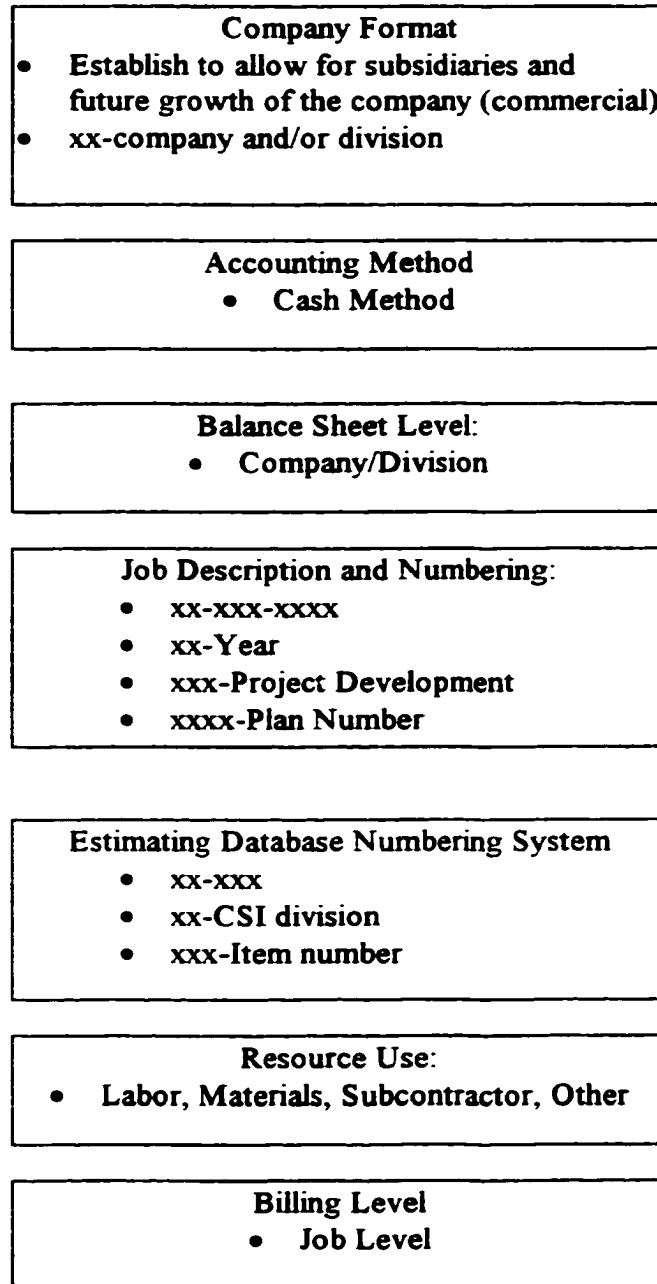 Company Format
• Establish to allow for subsidiaries and
future growth of the company (commercial)
• xx-company and/or division
Accounting Method
• Cash Method
Balance Sheet Level:
• Company/Division
Job Description and Numbering:
• xx-xxx-xxxx
• xx-Year
• xxx-Project Development
• xxxx-Plan Number
Estimating Database Numbering System
• xx-xxx
• xx-CSI division
• xxx-Item number
Resource Use:
• Labor, Materials, Subcontractor, Other
Billing Level
• Job Level